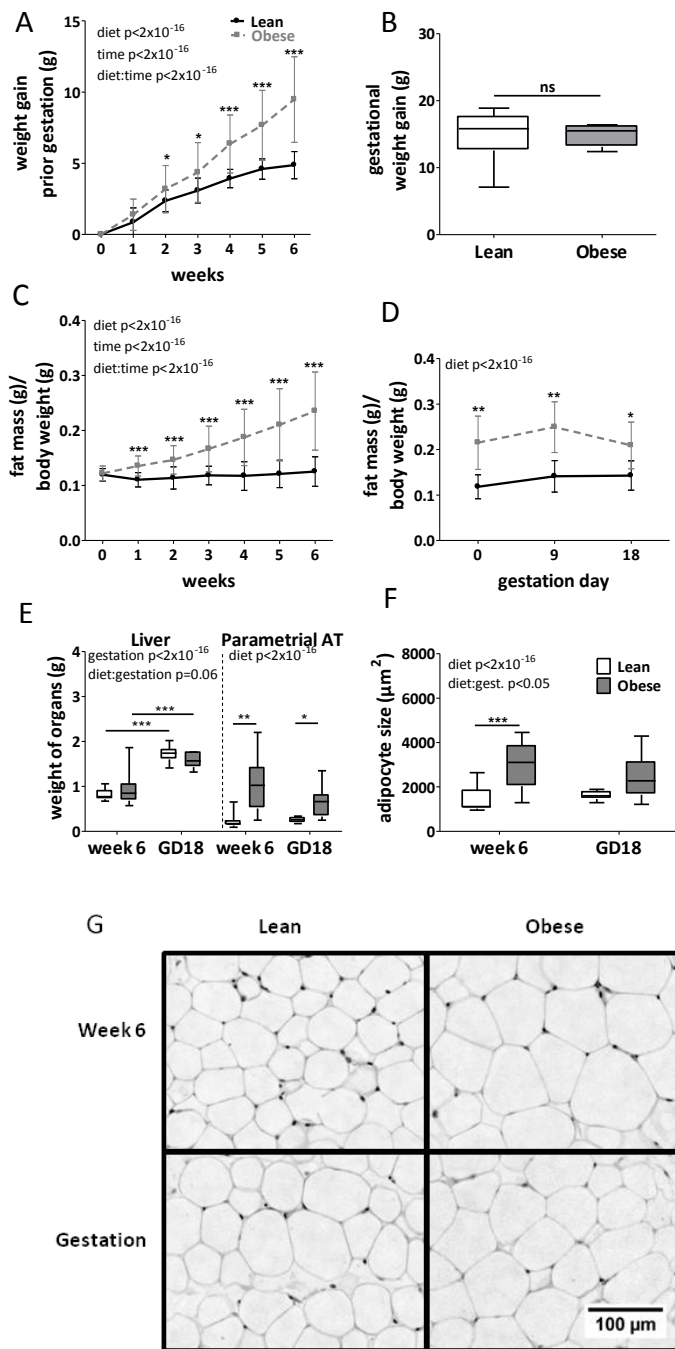 A
weight gain
prior gestation (g)
15
10
5
0
diet p<2x10⁻¹⁶
time p<2x10⁻¹⁶
diet:time p<2x10⁻¹⁶
Lean
Obese
* * *** *** ***
0 1 2 3 4 5 6
weeks
B
gestational
weight gain (g)
30
20
10
0
ns
Lean Obese
C
fat mass (g)/
body weight (g)
0.4
0.3
0.2
0.1
0.0
diet p<2x10⁻¹⁶
time p<2x10⁻¹⁶
diet:time p<2x10⁻¹⁶
*** *** *** *** *** ***
0 1 2 3 4 5 6
weeks
D
fat mass (g)/
body weight (g)
0.4
0.3
0.2
0.1
0.0
diet p<2x10⁻¹⁶
** ** *
0 9 18
gestation day
E
weight of organs (g)
4
3
2
1
0
Liver Parametrial AT
gestation p<2x10⁻¹⁶
diet:gestation p=0.06
diet p<2x10⁻¹⁶
*** *** ** *
week 6 GD18 week 6 GD18
F
adipocyte size (µm²)
8000
6000
4000
2000
0
diet p<2x10⁻¹⁶
diet:gest. p<0.05
Lean
Obese
***
week 6 GD18
G
Lean Obese
Week 6
Gestation
100 µm